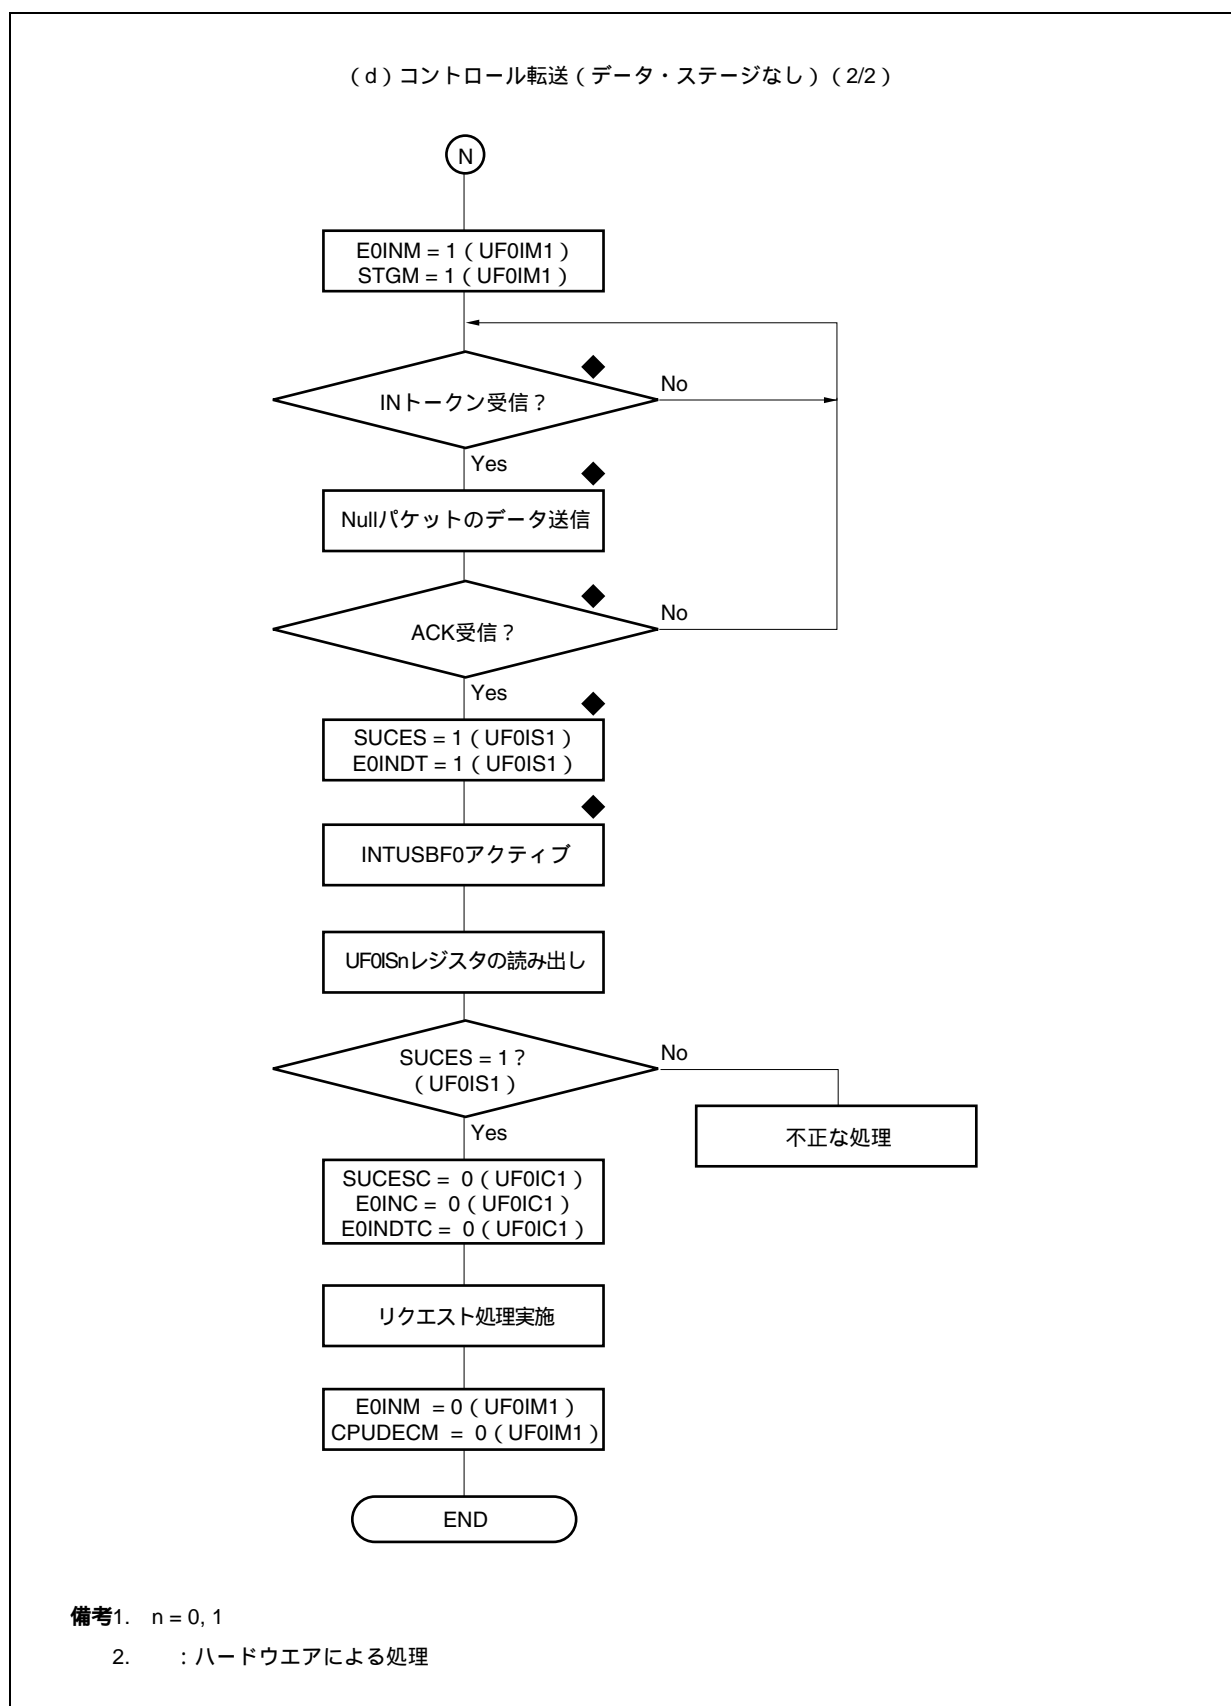 （d）コントロール転送（データ・ステージなし）（2/2）
N
E0INM = 1（UF0IM1）
STGM = 1（UF0IM1）
INトークン受信？
No
Yes
Nullパケットのデータ送信
ACK受信？
No
Yes
SUCES = 1（UF0IS1）
E0INDT = 1（UF0IS1）
INTUSBF0アクティブ
UF0ISnレジスタの読み出し
SUCES = 1？
（UF0IS1）
No
不正な処理
Yes
SUCESC = 0（UF0IC1）
E0INC = 0（UF0IC1）
E0INDTC = 0（UF0IC1）
リクエスト処理実施
E0INM = 0（UF0IM1）
CPUDECM = 0（UF0IM1）
END
備考1. n = 0, 1
2. ：ハードウエアによる処理